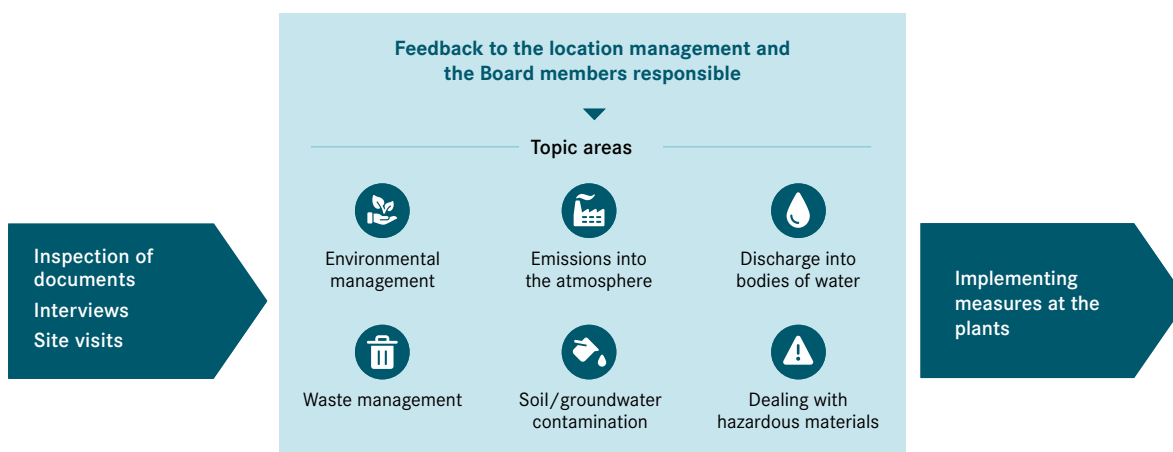 Inspection of
documents
Interviews
Site visits
Feedback to the location management and
the Board members responsible
Topic areas
Environmental
management
Emissions into
the atmosphere
Discharge into
bodies of water
Waste management
Soil/groundwater
contamination
Dealing with
hazardous materials
Implementing
measures at the
plants